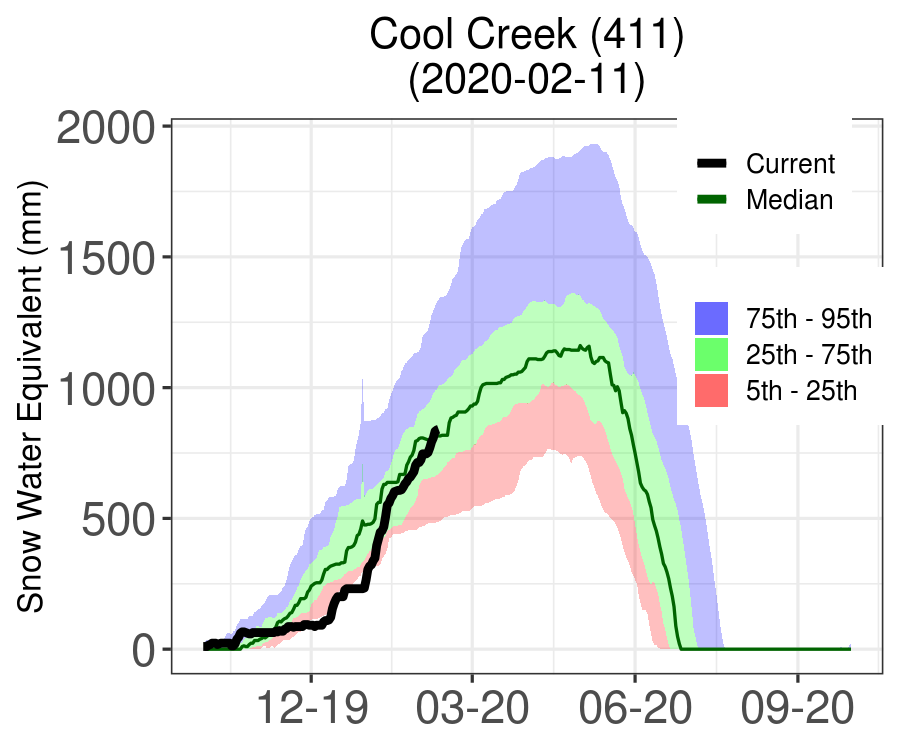 Cool Creek (411)
(2020-02-11)
Snow Water Equivalent (mm)
2000
1500
1000
500
0
12-19
03-20
06-20
09-20
Current
Median
75th - 95th
25th - 75th
5th - 25th